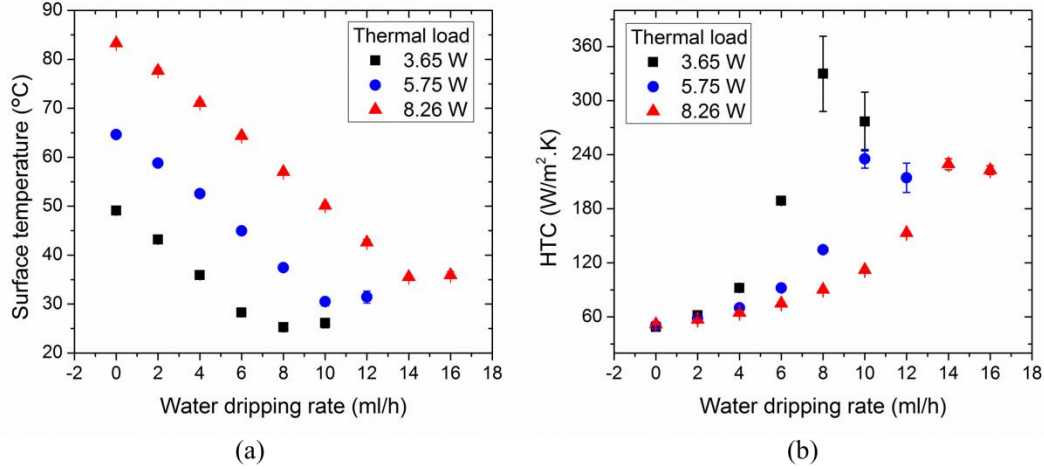 90
80
70
60
50
40
30
20
-2 0 2 4 6 8 10 12 14 16 18
Surface temperature (ºC)
Water dripping rate (ml/h)
Thermal load
3.65 W
5.75 W
8.26 W
(a)
360
300
240
180
120
60
-2 0 2 4 6 8 10 12 14 16 18
HTC (W/m².K)
Water dripping rate (ml/h)
Thermal load
3.65 W
5.75 W
8.26 W
(b)